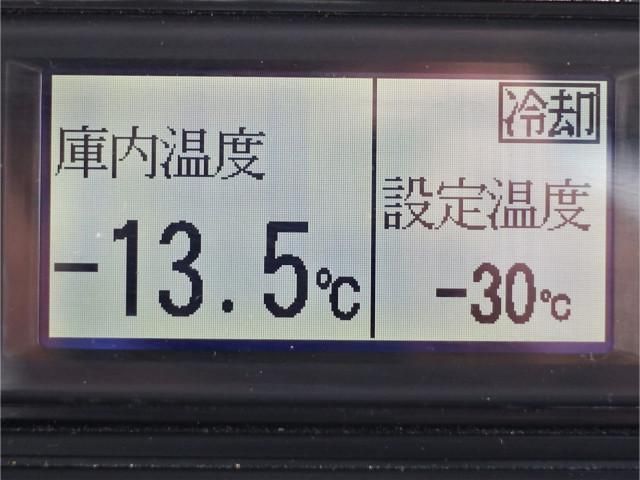 庫内温度
-13.5℃
冷却
設定温度
-30℃